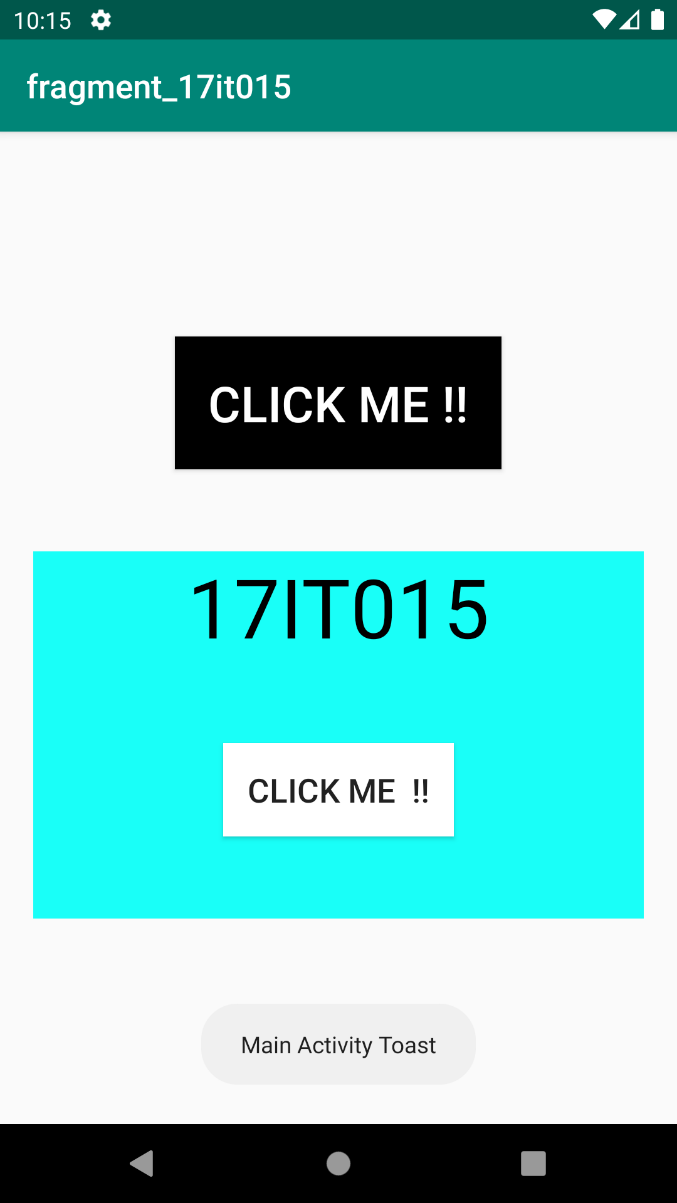 10:15
fragment_17it015
CLICK ME !!
17IT015
CLICK ME  !!
Main Activity Toast